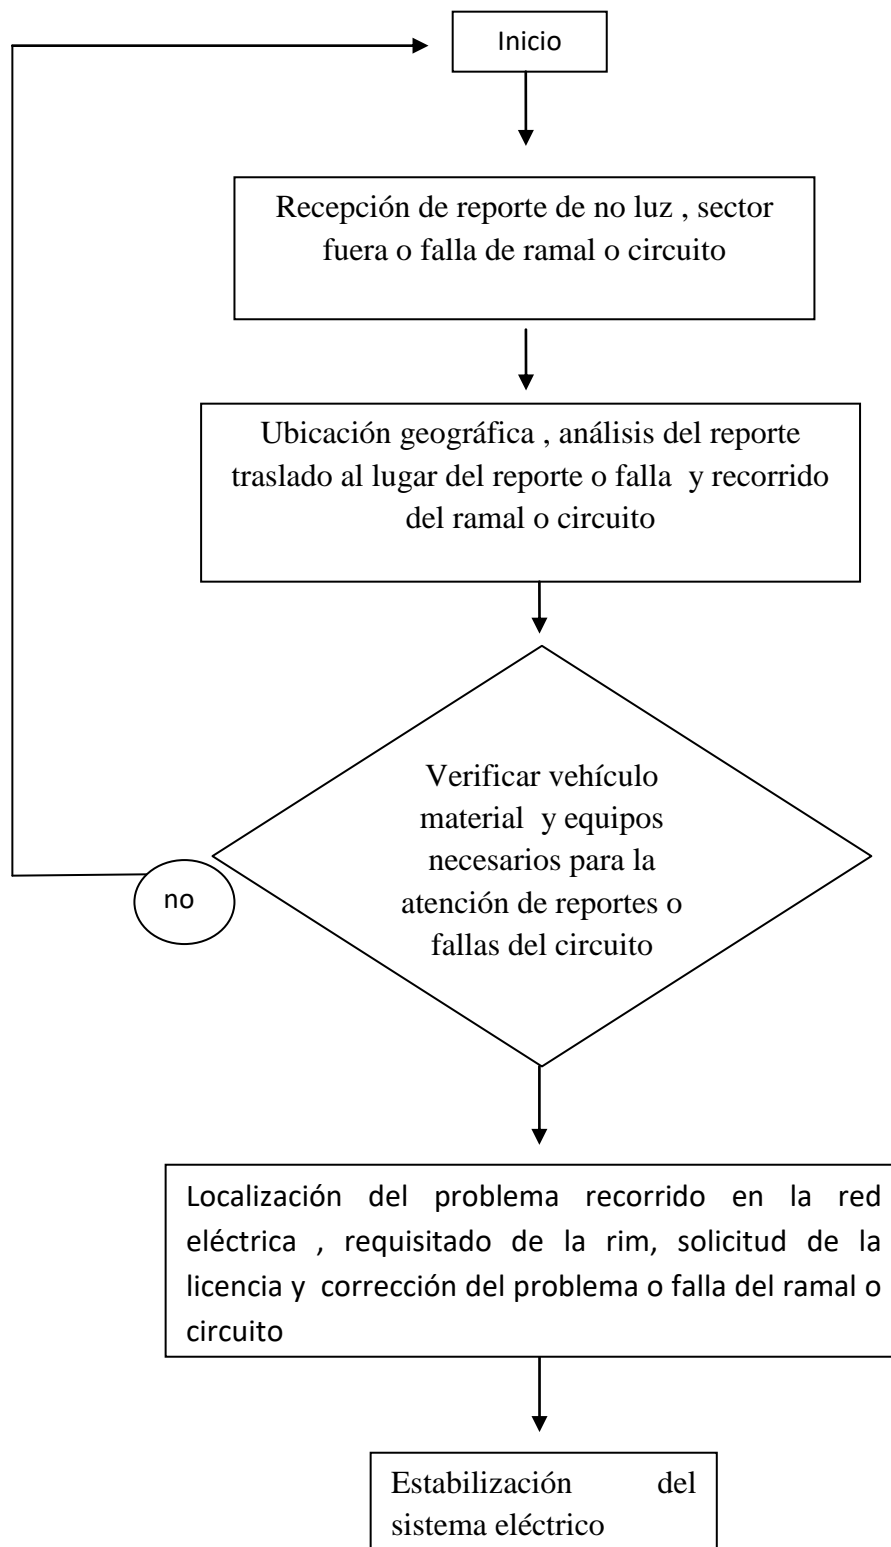 Inicio
Recepción de reporte de no luz , sector
fuera o falla de ramal o circuito
Ubicación geográfica , análisis del reporte
traslado al lugar del reporte o falla y recorrido
del ramal o circuito
Verificar vehículo
material y equipos
necesarios para la
atención de reportes o
fallas del circuito
no
Localización del problema recorrido en la red
eléctrica , requisitado de la rim, solicitud de la
licencia y corrección del problema o falla del ramal o
circuito
Estabilización del
sistema eléctrico